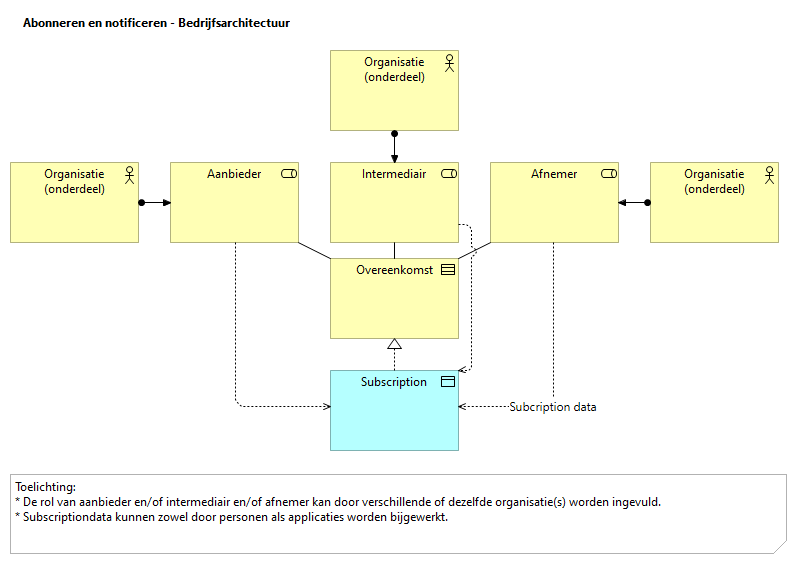 Abonneren en notificeren - Bedrijfsarchitectuur
Organisatie
(onderdeel)
Organisatie
(onderdeel)
Aanbieder
Intermediair
Afnemer
Organisatie
(onderdeel)
Overeenkomst
Subscription
Subcription data
Toelichting:
* De rol van aanbieder en/of intermediair en/of afnemer kan door verschillende of dezelfde organisatie(s) worden ingevuld.
* Subscriptiondata kunnen zowel door personen als applicaties worden bijgewerkt.